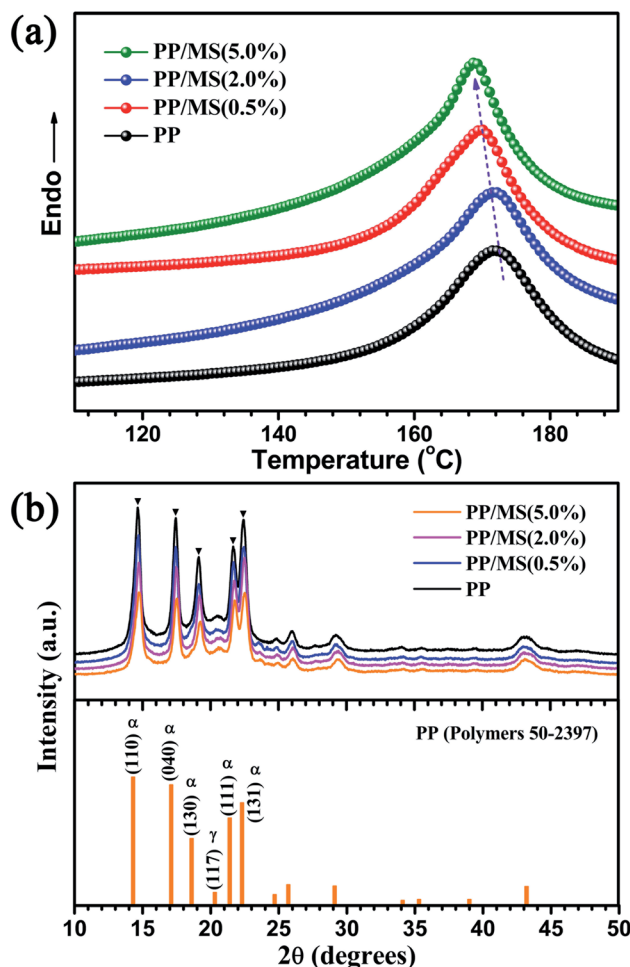 (a)
PP/MS(5.0%)
PP/MS(2.0%)
PP/MS(0.5%)
PP
Endo
120 140 160 180
Temperature (°C)
(b)
PP/MS(5.0%)
PP/MS(2.0%)
PP/MS(0.5%)
PP
Intensity (a.u.)
PP (Polymers 50-2397)
(110) α
(040) α
(130) α
(117) γ
(111) α
(131) α
10 15 20 25 30 35 40 45 50
2θ (degrees)